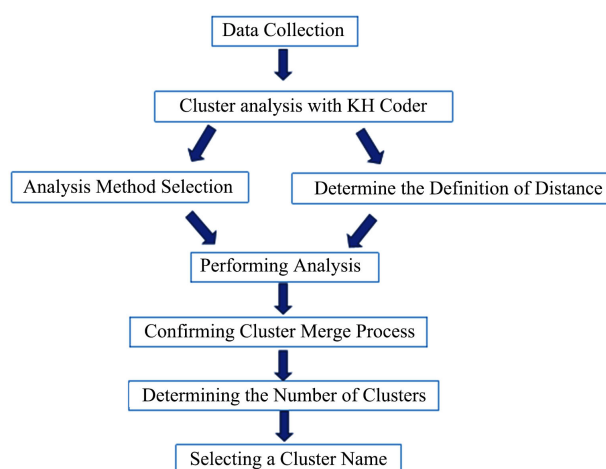 Data Collection
Cluster analysis with KH Coder
Analysis Method Selection
Determine the Definition of Distance
Performing Analysis
Confirming Cluster Merge Process
Determining the Number of Clusters
Selecting a Cluster Name